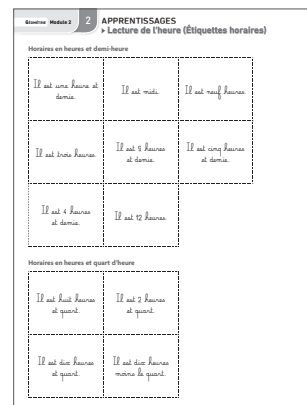 GÉOMÉTRIE Module 2
2
APPRENTISSAGES
▸ Lecture de l'heure (Étiquettes horaires)
Horaires en heures et demi-heure
Il est une heure et
demie.
Il est midi.
Il est neuf heures.
Il est trois heures.
Il est 9 heures
et demie.
Il est cinq heures
et demie.
Il est 4 heures
et demie.
Il est 12 heures.
Horaires en heures et quart d'heure
Il est huit heures
et quart.
Il est 2 heures
et quart.
Il est dix heures
et quart.
Il est dix heures
moins le quart.